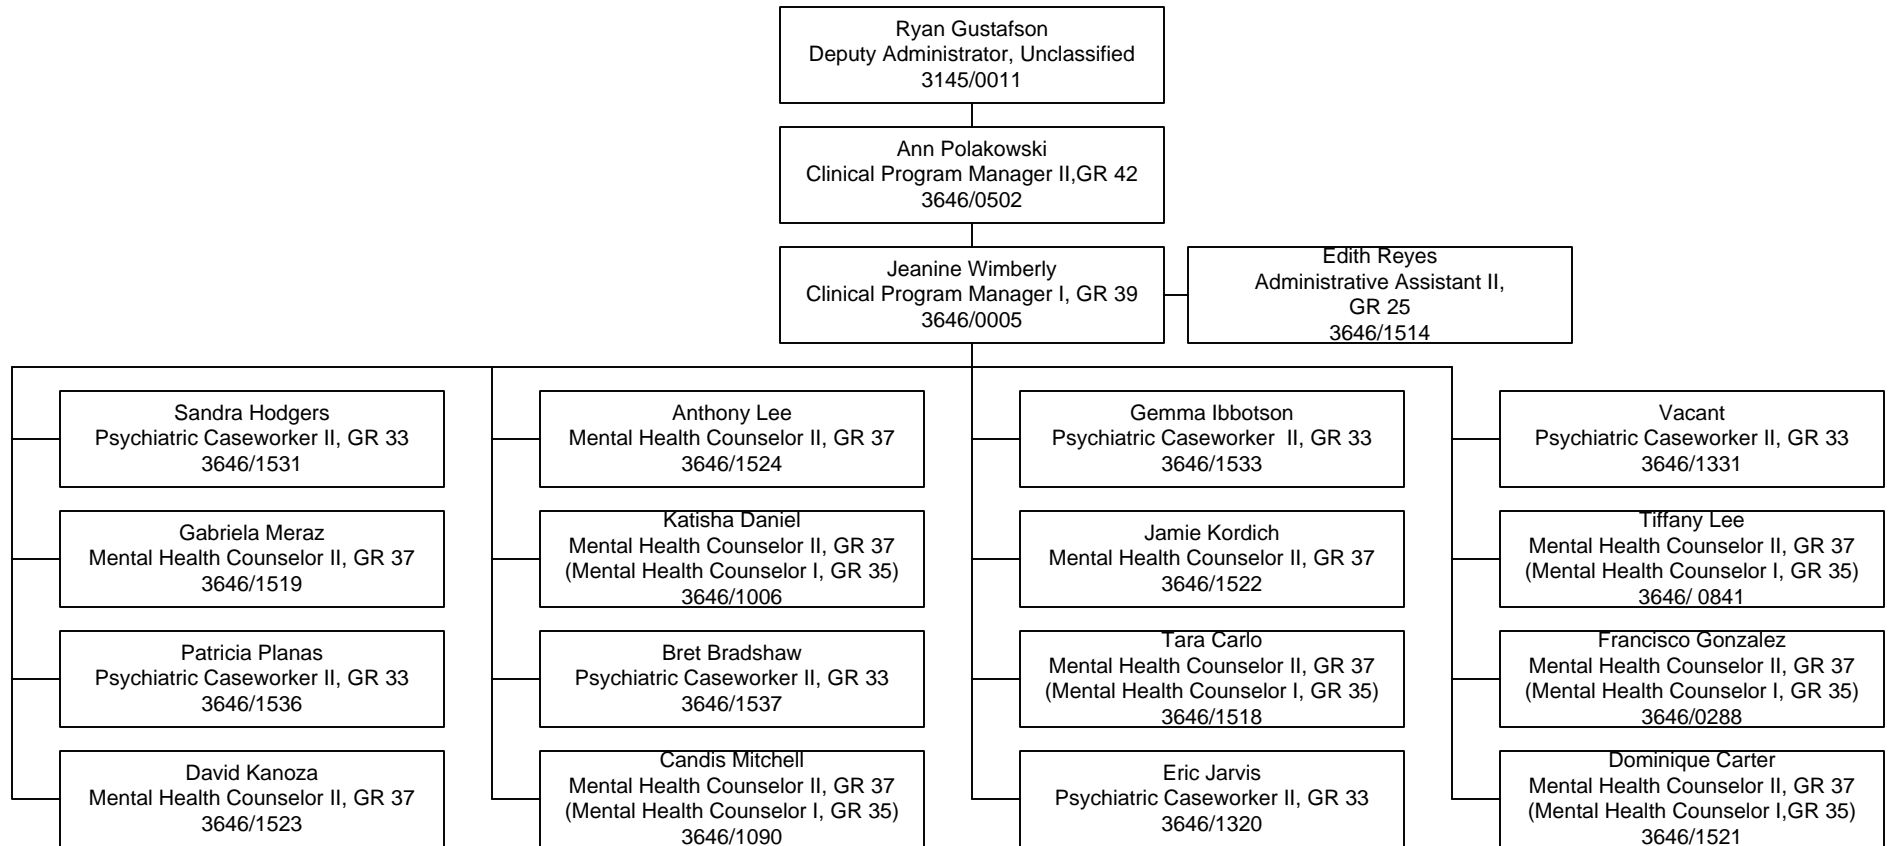 Ryan Gustafson
Deputy Administrator, Unclassified
3145/0011
Ann Polakowski
Clinical Program Manager II,GR 42
3646/0502
Jeanine Wimberly
Clinical Program Manager I, GR 39
3646/0005
Edith Reyes
Administrative Assistant II,
GR 25
3646/1514
Sandra Hodgers
Psychiatric Caseworker II, GR 33
3646/1531
Anthony Lee
Mental Health Counselor II, GR 37
3646/1524
Gemma Ibbotson
Psychiatric Caseworker  II, GR 33
3646/1533
Vacant
Psychiatric Caseworker II, GR 33
3646/1331
Gabriela Meraz
Mental Health Counselor II, GR 37
3646/1519
Katisha Daniel
Mental Health Counselor II, GR 37
(Mental Health Counselor I, GR 35)
3646/1006
Jamie Kordich
Mental Health Counselor II, GR 37
3646/1522
Tiffany Lee
Mental Health Counselor II, GR 37
(Mental Health Counselor I, GR 35)
3646/ 0841
Patricia Planas
Psychiatric Caseworker II, GR 33
3646/1536
Bret Bradshaw
Psychiatric Caseworker II, GR 33
3646/1537
Tara Carlo
Mental Health Counselor II, GR 37
(Mental Health Counselor I, GR 35)
3646/1518
Francisco Gonzalez
Mental Health Counselor II, GR 37
(Mental Health Counselor I, GR 35)
3646/0288
David Kanoza
Mental Health Counselor II, GR 37
3646/1523
Candis Mitchell
Mental Health Counselor II, GR 37
(Mental Health Counselor I, GR 35)
3646/1090
Eric Jarvis
Psychiatric Caseworker II, GR 33
3646/1320
Dominique Carter
Mental Health Counselor II, GR 37
(Mental Health Counselor I,GR 35)
3646/1521